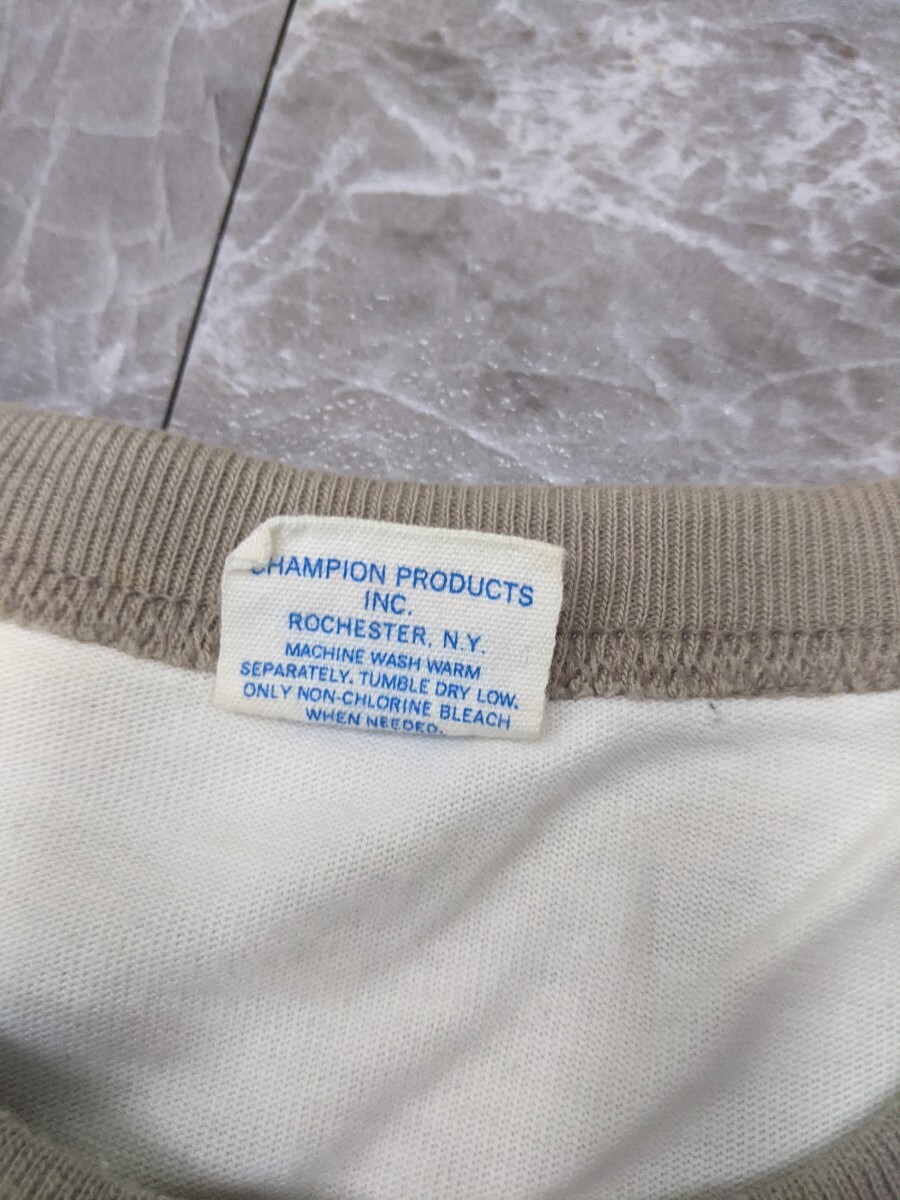 CHAMPION PRODUCTS
INC.
ROCHESTER, N.Y.
MACHINE WASH WARM
SEPARATELY. TUMBLE DRY LOW.
ONLY NON-CHLORINE BLEACH
WHEN NEEDED.